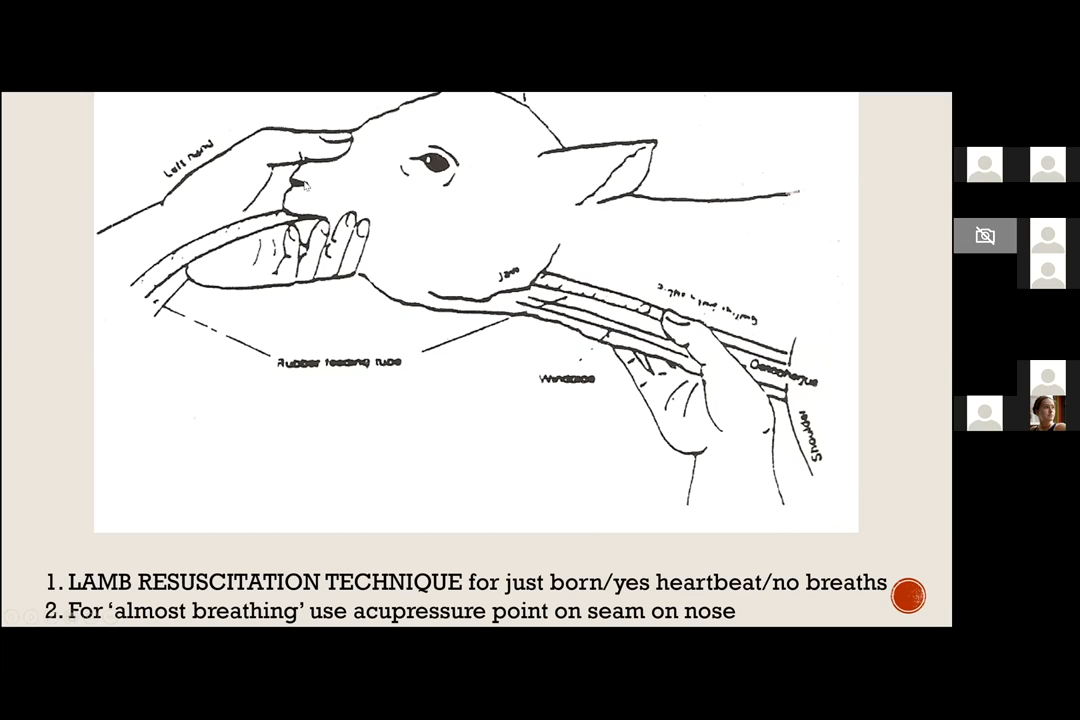 Left hand
Jaw
Rubber feeding tube
Windpipe
Oesophagus
Shoulder
1. LAMB RESUSCITATION TECHNIQUE for just born/yes heartbeat/no breaths
2. For ‘almost breathing’ use acupressure point on seam on nose